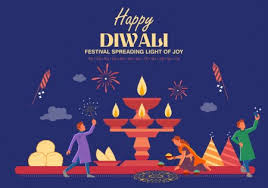 Happy
DIWALI
FESTIVAL SPREADING LIGHT OF JOY